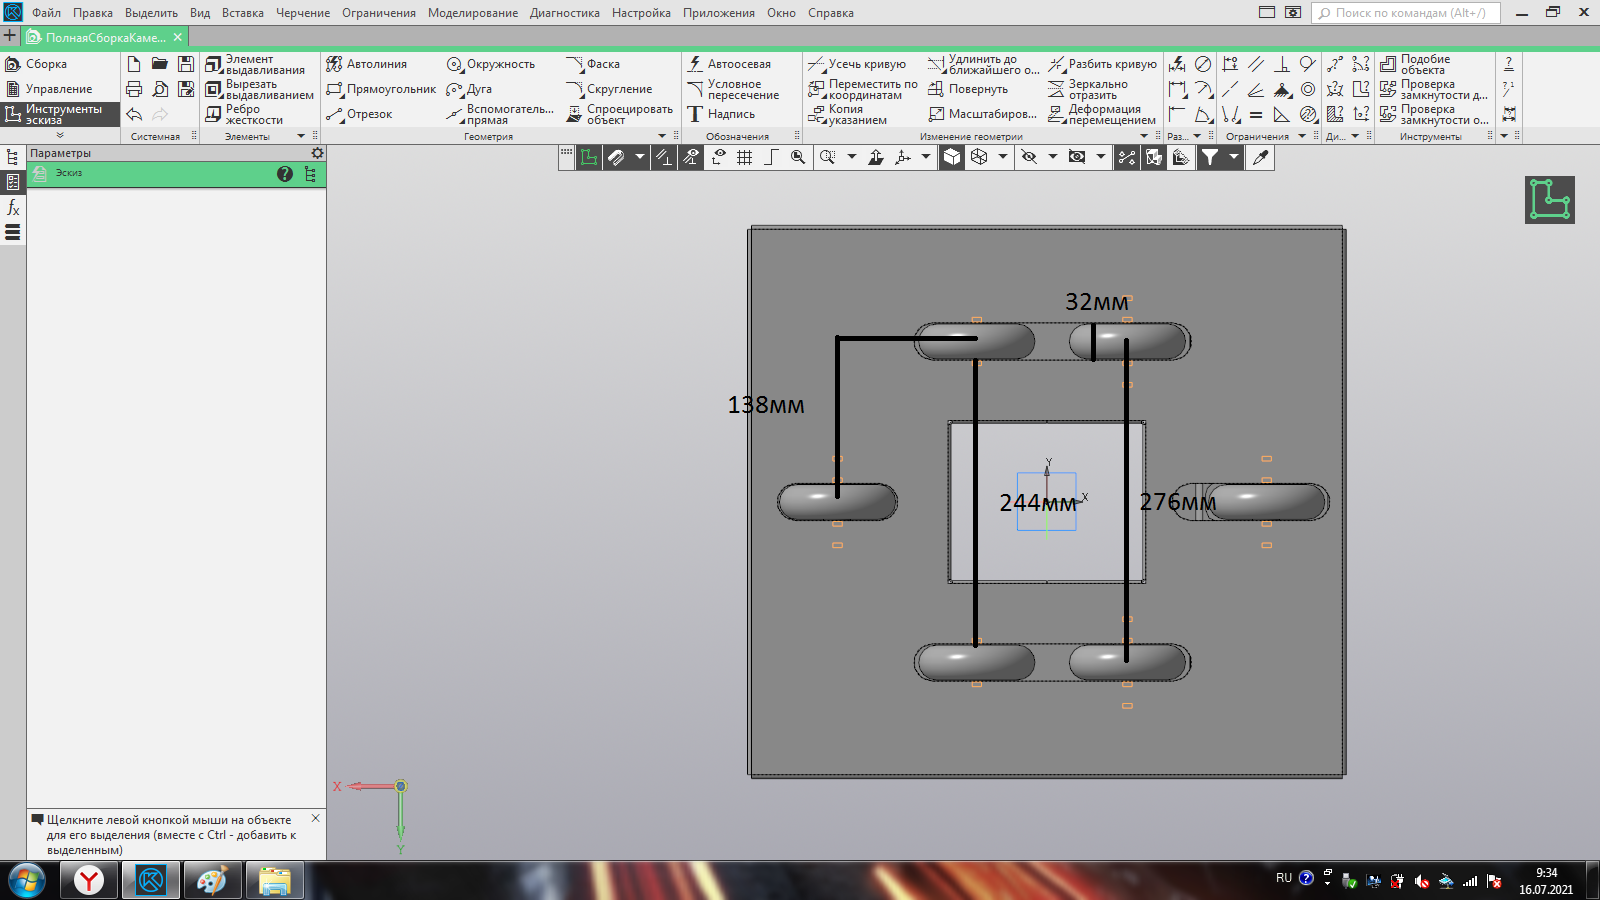 Файл Правка Выделить Вид Вставка Черчение Ограничения Моделирование Диагностика Настройка Приложения Окно Справка
Поиск по командам (Alt+/)
ПолнаяСборкаКаме...
Сборка
Управление
Инструменты эскиза
Системная
Элемент выдавливания
Вырезать выдавливанием
Ребро жесткости
Элементы
Автолиния
Прямоугольник
Отрезок
Окружность
Дуга
Вспомогатель... прямая
Фаска
Скругление
Спроецировать объект
Геометрия
Автоосевая
Условное пересечение
Надпись
Обозначения
Усечь кривую
Переместить по координатам
Копия указанием
Удлинить до ближайшего о...
Повернуть
Масштабиров...
Разбить кривую
Зеркально отразить
Деформация перемещением
Изменение геометрии
Раз...
Ограничения
Ди...
Подобие объекта
Проверка замкнутости д...
Проверка замкнутости о...
Инструменты
Параметры
Эскиз
32мм
138мм
244мм
276мм
Y
X
X
Y
Щелкните левой кнопкой мыши на объекте
для его выделения (вместе с Ctrl - добавить к
выделенным)
RU
9:34
16.07.2021